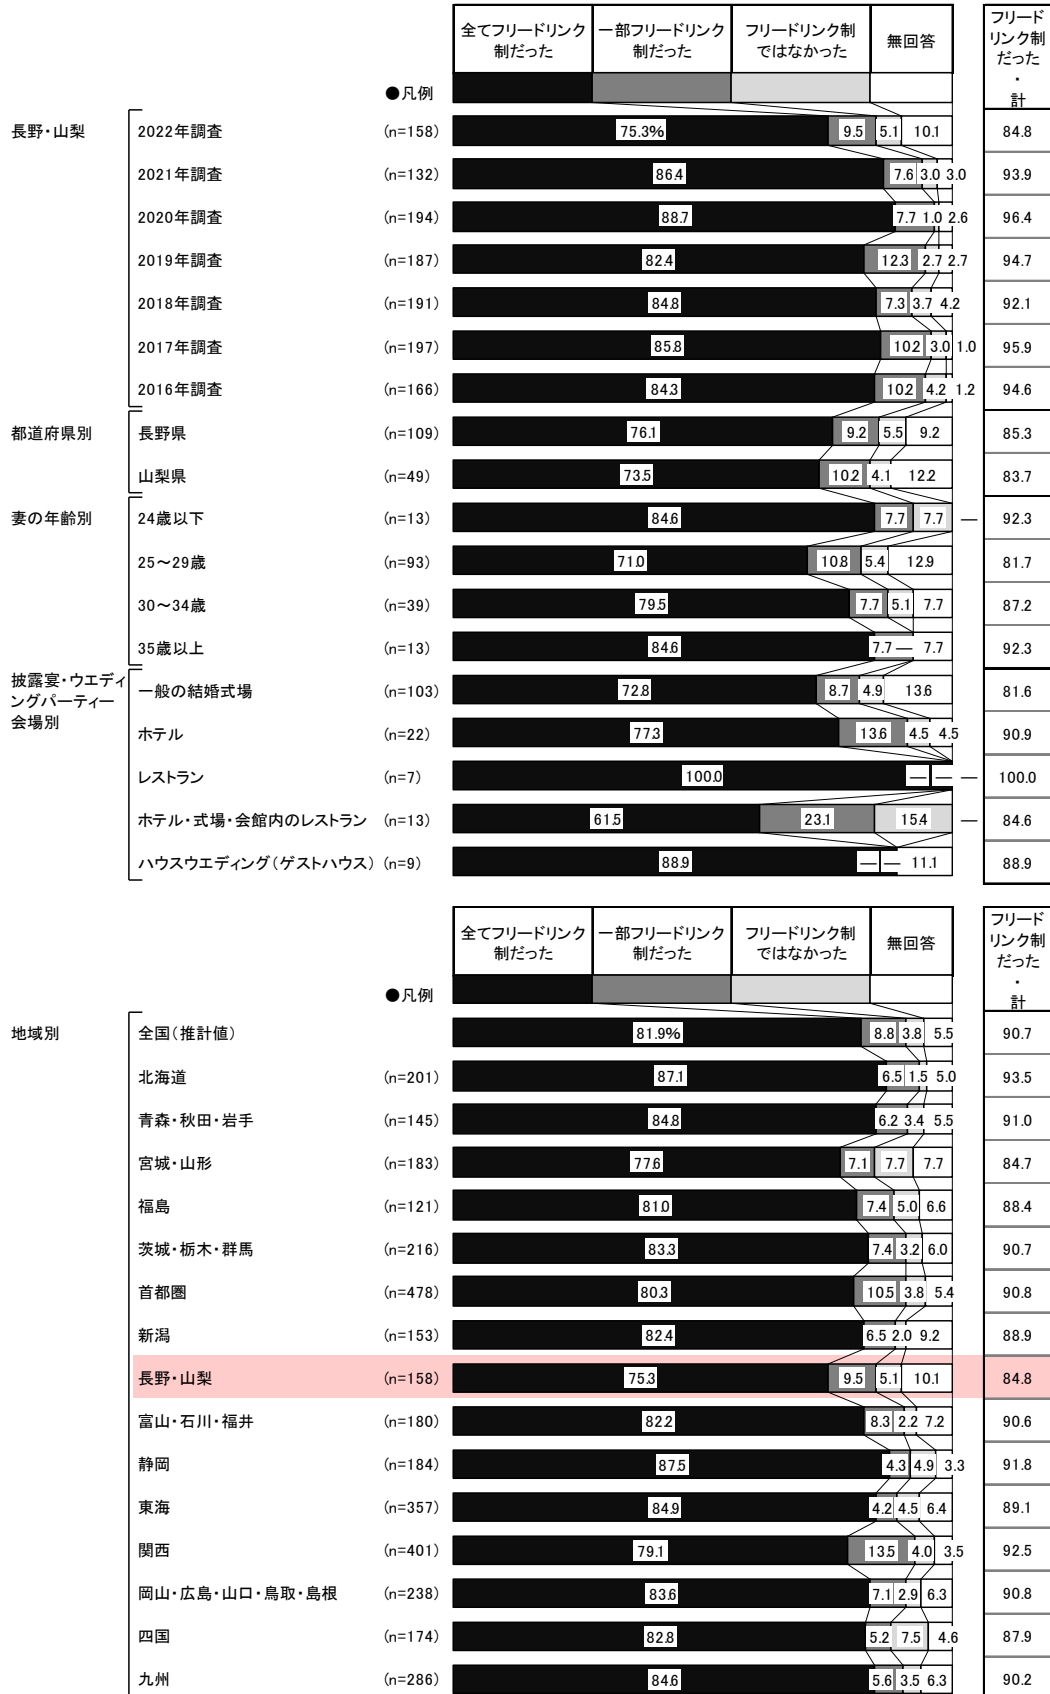 全てフリードリンク制だった 一部フリードリンク制だった フリードリンク制ではなかった 無回答 フリードリンク制だった・計
●凡例
長野・山梨 2022年調査 (n=158) 75.3% 9.5 5.1 10.1 84.8
2021年調査 (n=132) 86.4 7.6 3.0 3.0 93.9
2020年調査 (n=194) 88.7 7.7 1.0 2.6 96.4
2019年調査 (n=187) 82.4 12.3 2.7 2.7 94.7
2018年調査 (n=191) 84.8 7.3 3.7 4.2 92.1
2017年調査 (n=197) 85.8 10.2 3.0 1.0 95.9
2016年調査 (n=166) 84.3 10.2 4.2 1.2 94.6
都道府県別 長野県 (n=109) 76.1 9.2 5.5 9.2 85.3
山梨県 (n=49) 73.5 10.2 4.1 12.2 83.7
妻の年齢別 24歳以下 (n=13) 84.6 7.7 7.7 — 92.3
25～29歳 (n=93) 71.0 10.8 5.4 12.9 81.7
30～34歳 (n=39) 79.5 7.7 5.1 7.7 87.2
35歳以上 (n=13) 84.6 7.7 — 7.7 92.3
披露宴・ウエディングパーティー会場別 一般の結婚式場 (n=103) 72.8 8.7 4.9 13.6 81.6
ホテル (n=22) 77.3 13.6 4.5 4.5 90.9
レストラン (n=7) 100.0 — — — 100.0
ホテル・式場・会館内のレストラン (n=13) 61.5 23.1 15.4 — 84.6
ハウスウエディング(ゲストハウス) (n=9) 88.9 — — 11.1 88.9
全てフリードリンク制だった 一部フリードリンク制だった フリードリンク制ではなかった 無回答 フリードリンク制だった・計
●凡例
地域別 全国(推計値) 81.9% 8.8 3.8 5.5 90.7
北海道 (n=201) 87.1 6.5 1.5 5.0 93.5
青森・秋田・岩手 (n=145) 84.8 6.2 3.4 5.5 91.0
宮城・山形 (n=183) 77.6 7.1 7.7 7.7 84.7
福島 (n=121) 81.0 7.4 5.0 6.6 88.4
茨城・栃木・群馬 (n=216) 83.3 7.4 3.2 6.0 90.7
首都圏 (n=478) 80.3 10.5 3.8 5.4 90.8
新潟 (n=153) 82.4 6.5 2.0 9.2 88.9
長野・山梨 (n=158) 75.3 9.5 5.1 10.1 84.8
富山・石川・福井 (n=180) 82.2 8.3 2.2 7.2 90.6
静岡 (n=184) 87.5 4.3 4.9 3.3 91.8
東海 (n=357) 84.9 4.2 4.5 6.4 89.1
関西 (n=401) 79.1 13.5 4.0 3.5 92.5
岡山・広島・山口・鳥取・島根 (n=238) 83.6 7.1 2.9 6.3 90.8
四国 (n=174) 82.8 5.2 7.5 4.6 87.9
九州 (n=286) 84.6 5.6 3.5 6.3 90.2